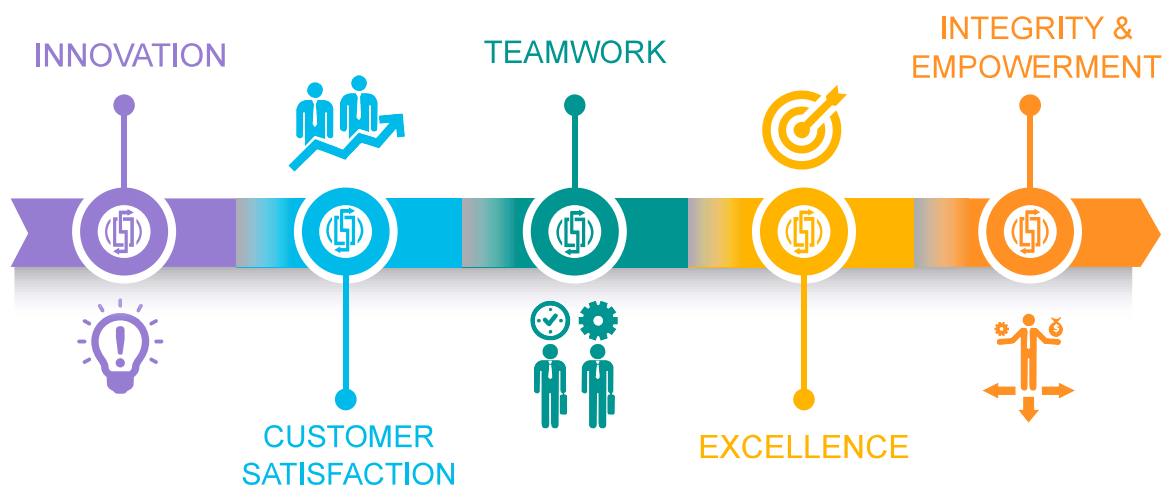 INNOVATION
CUSTOMER
SATISFACTION
TEAMWORK
EXCELLENCE
INTEGRITY &
EMPOWERMENT